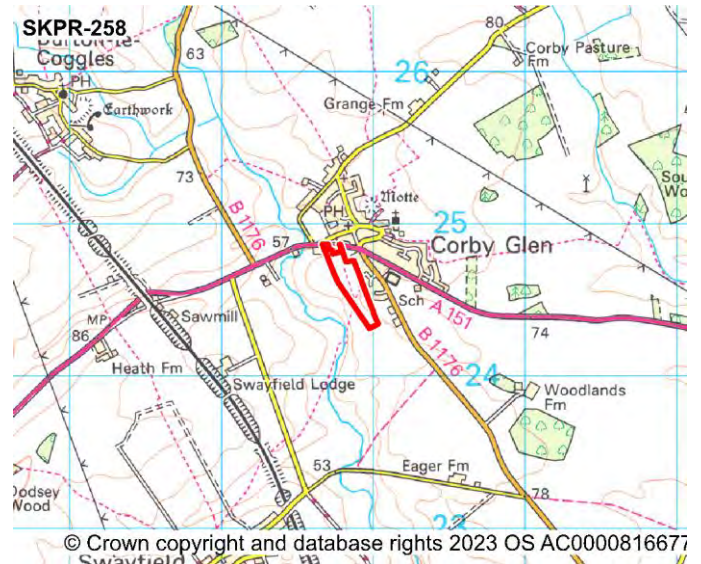 SKPR-258
Coggles
PH
Earthwork
63
73
80
Corby Pasture
Fm
26
Grange Fm
Motte
PH
25
B 1176
57
Corby Glen
Sch
A 151
B 1176
74
MP
86
Sawmill
Heath Fm
Swayfield Lodge
24
Woodlands
Fm
53
Eager Fm
78
Wood
© Crown copyright and database rights 2023 OS AC0000816677